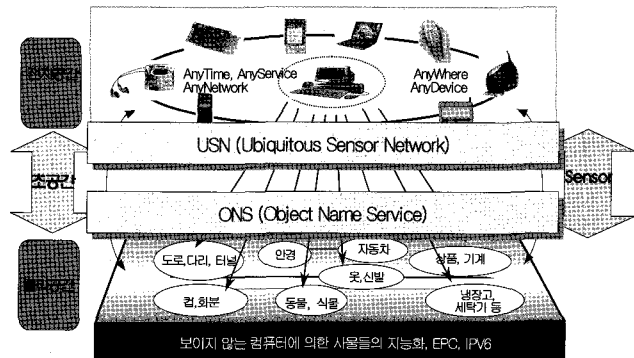 AnyTime, AnyService
AnyNetwork
AnyWhere
AnyDevice
USN (Ubiquitous Sensor Network)
초공간
Sensor
ONS (Object Name Service)
도로,다리, 터널
안경
자동차
상품, 기계
옷,신발
컵,화분
동물, 식물
냉장고,
세탁기 등
보이지 않는 컴퓨터에 의한 사물들의 지능화, EPC, IPV6